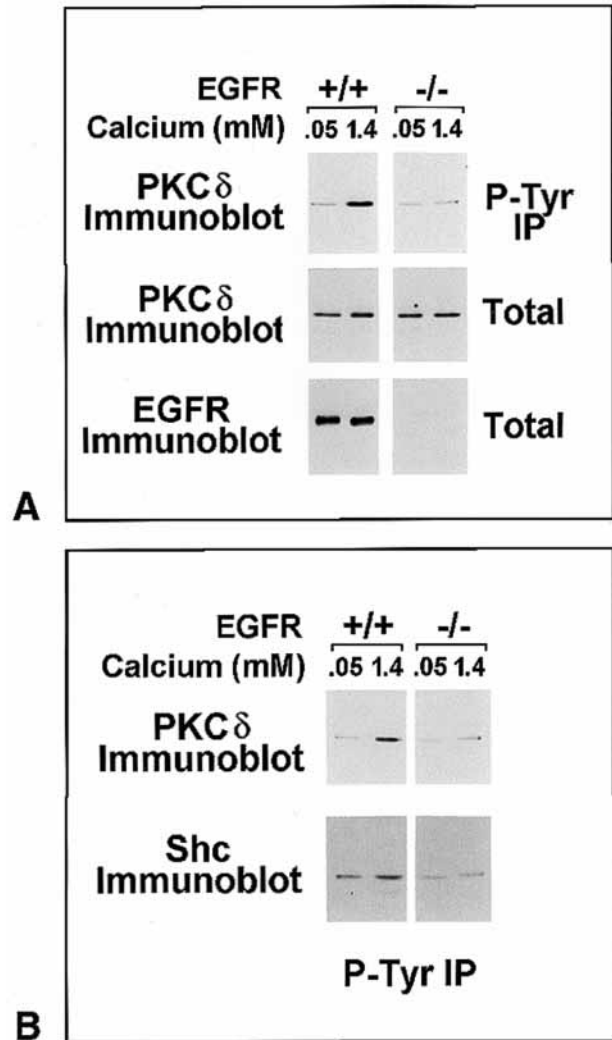 EGFR +/+ -/-
Calcium (mM) .05 1.4 .05 1.4
PKCδ
Immunoblot
P-Tyr
IP
PKCδ
Immunoblot
Total
EGFR
Immunoblot
Total
A
EGFR +/+ -/-
Calcium (mM) .05 1.4 .05 1.4
PKCδ
Immunoblot
Shc
Immunoblot
P-Tyr IP
B